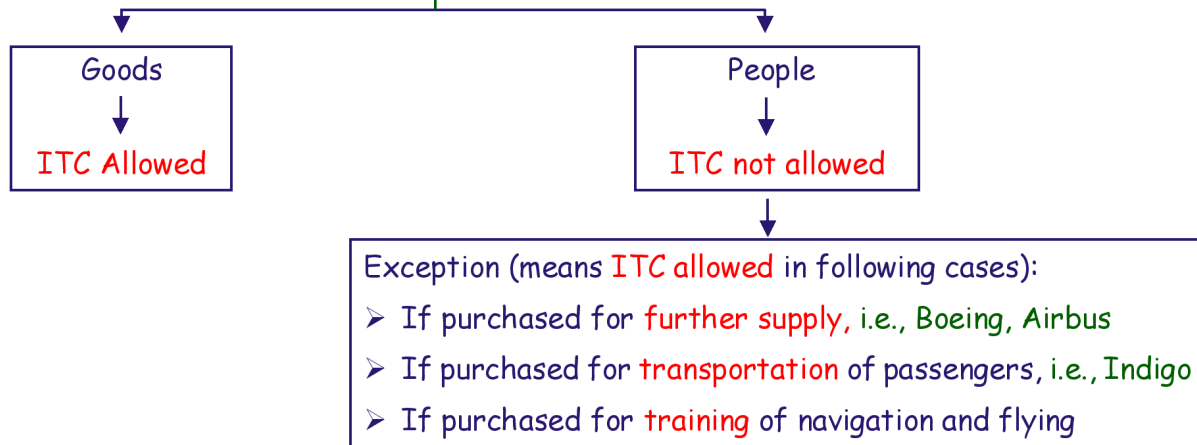 Goods
People
ITC Allowed
ITC not allowed
Exception (means ITC allowed in following cases):
➢ If purchased for further supply, i.e., Boeing, Airbus
➢ If purchased for transportation of passengers, i.e., Indigo
➢ If purchased for training of navigation and flying